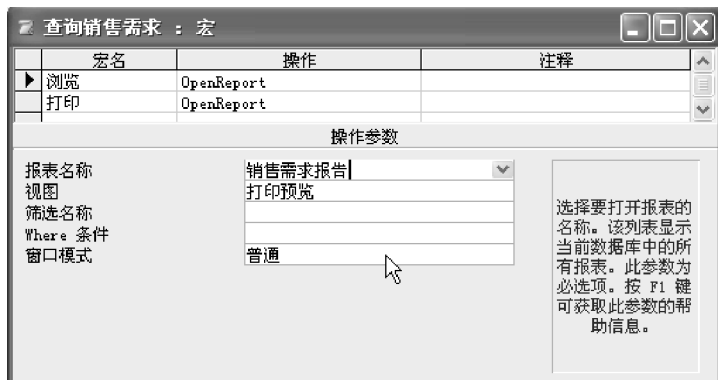 查询销售需求 : 宏
宏名 操作 注释
浏览 OpenReport
打印 OpenReport
操作参数
报表名称 销售需求报告
视图 打印预览
筛选名称
Where 条件
窗口模式 普通
选择要打开报表的
名称。该列表显示
当前数据库中的所
有报表。此参数为
必选项。按 F1 键
可获取此参数的帮
助信息。